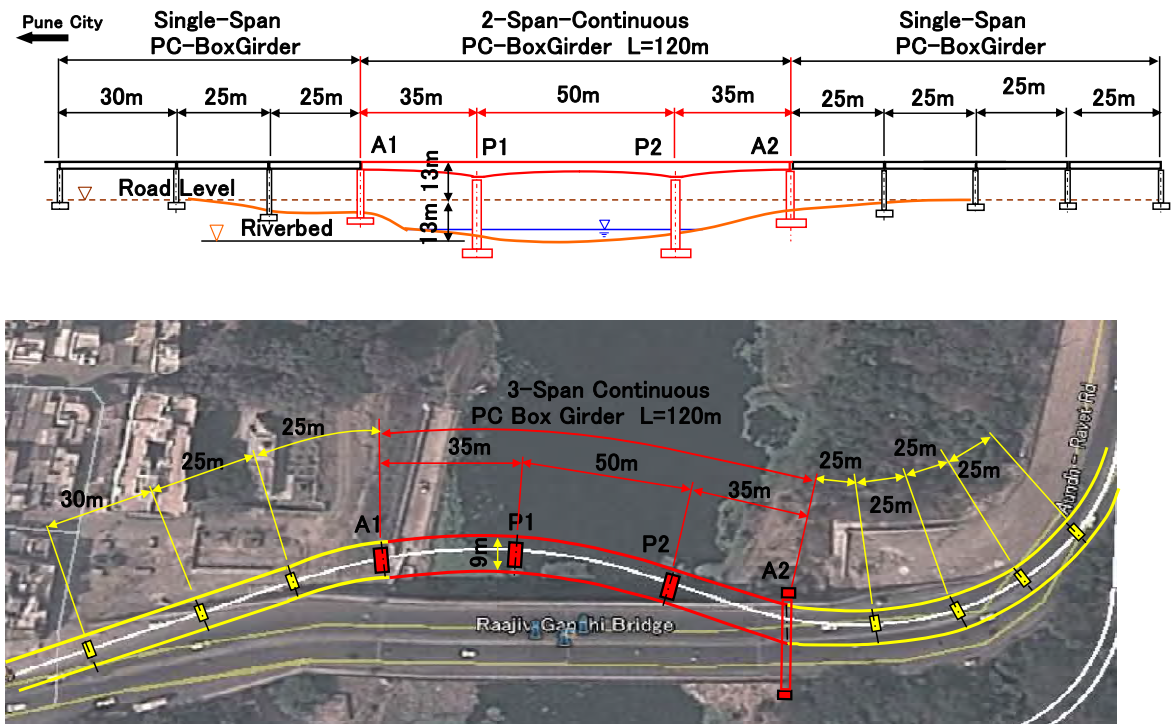 Pune City
Single-Span
PC-BoxGirder
2-Span-Continuous
PC-BoxGirder L=120m
Single-Span
PC-BoxGirder
30m
25m
25m
35m
50m
35m
25m
25m
25m
25m
A1
P1
P2
A2
13m
Road Level
13m
Riverbed
3-Span Continuous
PC Box Girder L=120m
30m
25m
25m
35m
50m
35m
25m
25m
25m
25m
A1
P1
P2
A2
9m
Raajiv Gandhi Bridge
Aundh - Ravet Rd